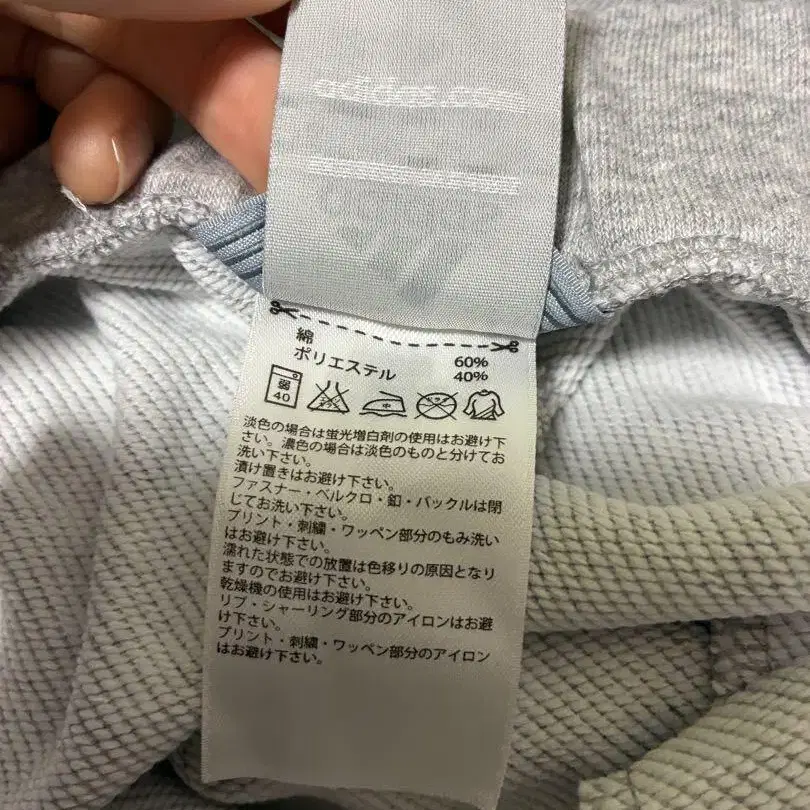 adidas.com
綿 60%
ポリエステル 40%
弱
40
中
淡色の場合は蛍光増白剤の使用はお避け下
さい。濃色の場合は淡色のものと分けてお
洗い下さい。
漬け置きはお避け下さい。
ファスナー・ベルクロ・釦・バックルは閉
じてお洗い下さい。
プリント・刺繍・ワッペン部分のもみ洗い
はお避け下さい。
濡れた状態での放置は色移りの原因となり
ますのでお避け下さい。
乾燥機の使用はお避け下さい。
リブ・シャーリング部分のアイロンはお避
け下さい。
プリント・刺繍・ワッペン部分のアイロン
はお避け下さい。